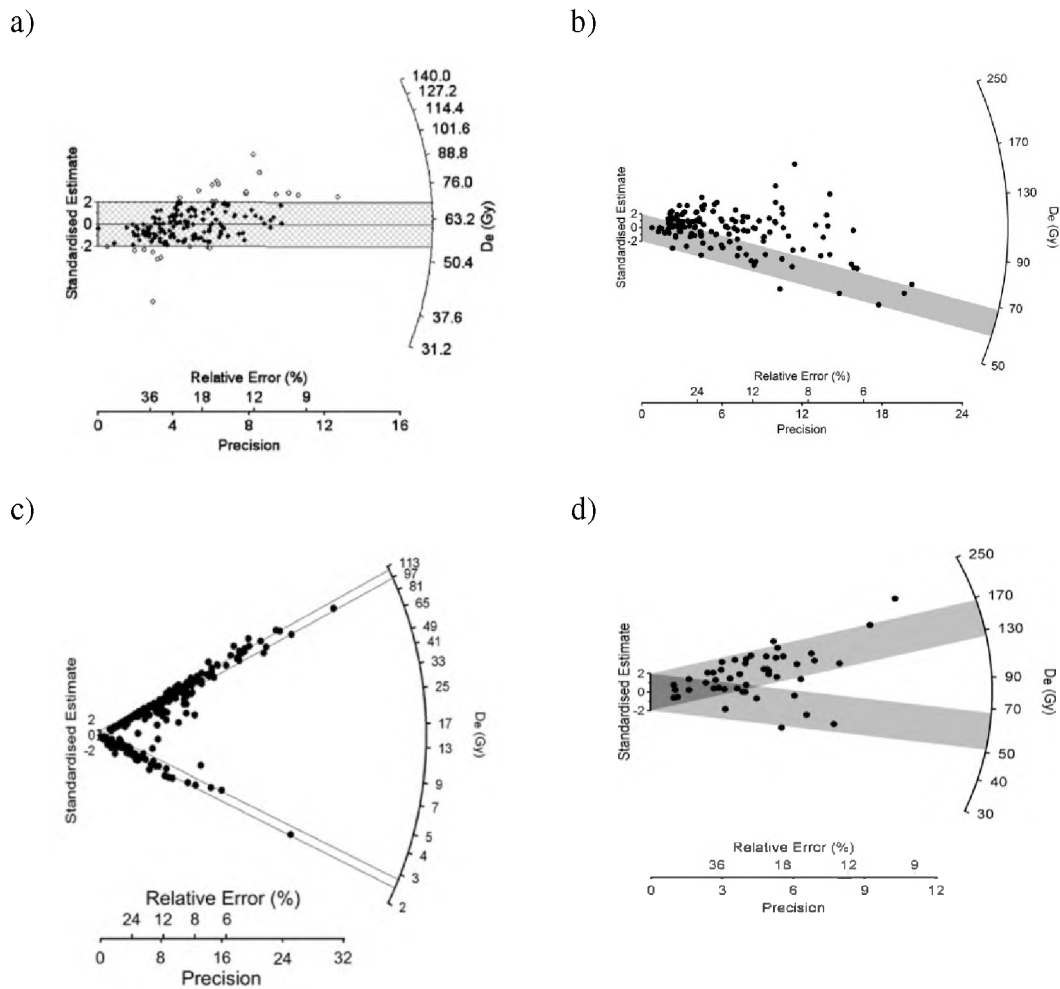 a)
140.0
127.2
114.4
101.6
88.8
76.0
63.2
50.4
37.6
31.2
De (Gy)
Standardised Estimate
2
0
-2
Relative Error (%)
36 18 12 9
0 4 8 12 16
Precision
b)
250
170
130
90
70
50
De (Gy)
Standardised Estimate
2
0
-2
Relative Error (%)
24 12 8 6
0 6 12 18 24
Precision
c)
113
97
81
65
49
41
33
25
17
13
9
7
5
4
3
2
De (Gy)
Standardised Estimate
2
0
-2
Relative Error (%)
24 12 8 6
0 8 16 24 32
Precision
d)
250
170
130
90
70
50
40
30
De (Gy)
Standardised Estimate
2
0
-2
Relative Error (%)
36 18 12 9
0 3 6 9 12
Precision